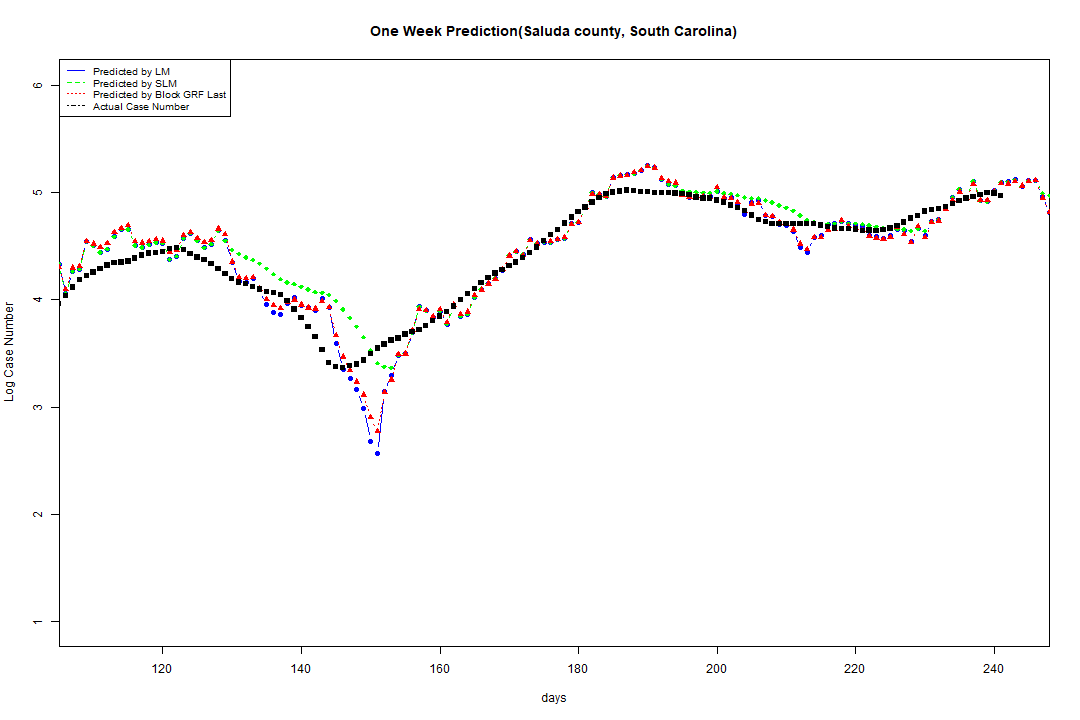 One Week Prediction(Saluda county, South Carolina)
Predicted by LM
Predicted by SLM
Predicted by Block GRF Last
Actual Case Number
6
5
4
3
2
1
Log Case Number
120 140 160 180 200 220 240
days